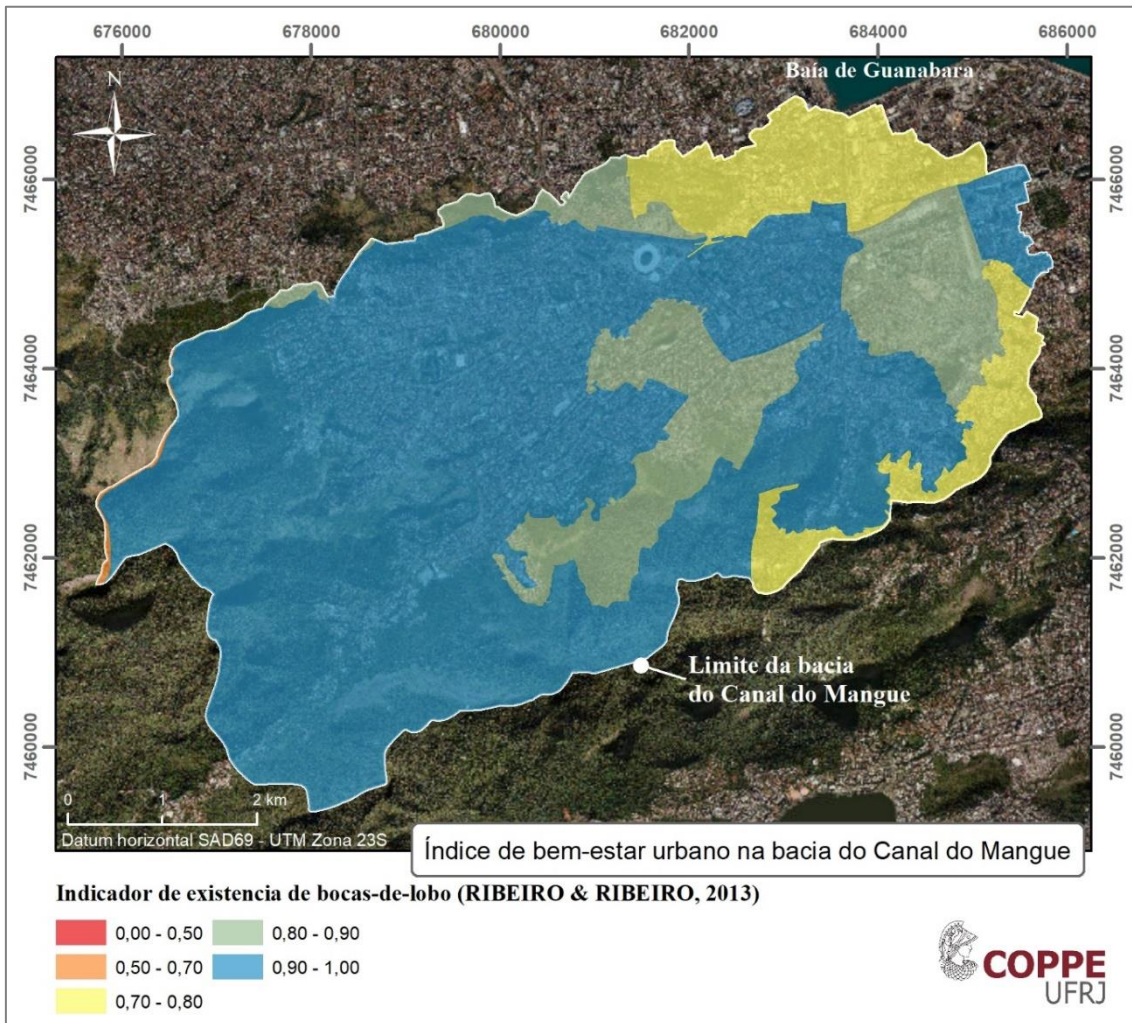 676000 678000 680000 682000 684000 686000
Baía de Guanabara
N
7466000 7466000
7464000 7464000
7462000 7462000
Limite da bacia
do Canal do Mangue
7460000 7460000
0 1 2 km
Datum horizontal SAD69 - UTM Zona 23S
Índice de bem-estar urbano na bacia do Canal do Mangue
Indicador de existencia de bocas-de-lobo (RIBEIRO & RIBEIRO, 2013)
0,00 - 0,50 0,80 - 0,90
0,50 - 0,70 0,90 - 1,00
0,70 - 0,80
COPPE
UFRJ